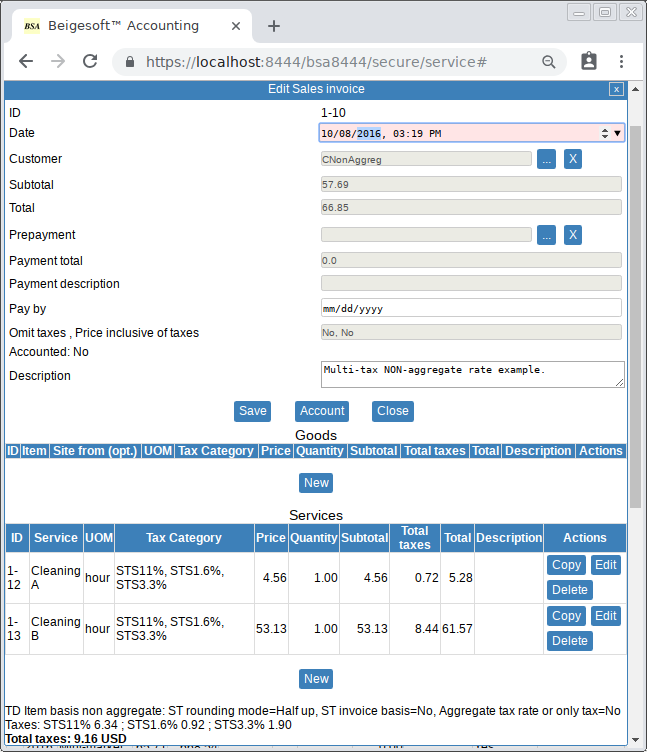 BSA Beigesoft™ Accounting
https://localhost:8444/bsa8444/secure/service#
Edit Sales invoice x
ID 1-10
Date 10/08/2016, 03:19 PM
Customer CNonAggreg ... X
Subtotal 57.69
Total 66.85
Prepayment ... X
Payment total 0.0
Payment description
Pay by mm/dd/yyyy
Omit taxes , Price inclusive of taxes No, No
Accounted: No
Description Multi-tax NON-aggregate rate example.
Save Account Close
Goods
ID Item Site from (opt.) UOM Tax Category Price Quantity Subtotal Total taxes Total Description Actions
New
Services
ID Service UOM Tax Category Price Quantity Subtotal Total taxes Total Description Actions
1-12 Cleaning A hour STS11%, STS1.6%, STS3.3% 4.56 1.00 4.56 0.72 5.28 Copy Edit Delete
1-13 Cleaning B hour STS11%, STS1.6%, STS3.3% 53.13 1.00 53.13 8.44 61.57 Copy Edit Delete
New
TD Item basis non aggregate: ST rounding mode=Half up, ST invoice basis=No, Aggregate tax rate or only tax=No
Taxes: STS11% 6.34 ; STS1.6% 0.92 ; STS3.3% 1.90
Total taxes: 9.16 USD